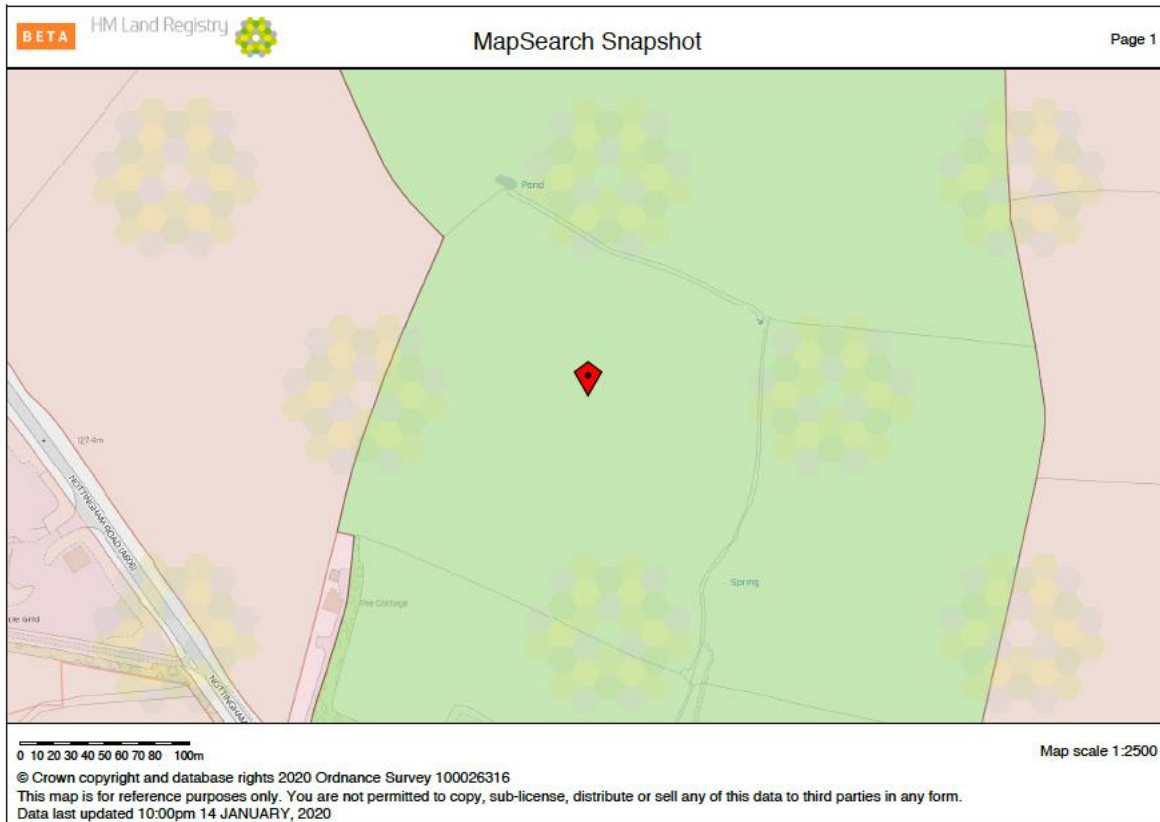 BETA
HM Land Registry
MapSearch Snapshot
Page 1
Pond
127.4m
NOTTINGHAM ROAD (A606)
The Cottage
Spring
cle Grid
NOTTINGHAM
0 10 20 30 40 50 60 70 80 100m
Map scale 1:2500
© Crown copyright and database rights 2020 Ordnance Survey 100026316
This map is for reference purposes only. You are not permitted to copy, sub-license, distribute or sell any of this data to third parties in any form.
Data last updated 10:00pm 14 JANUARY, 2020